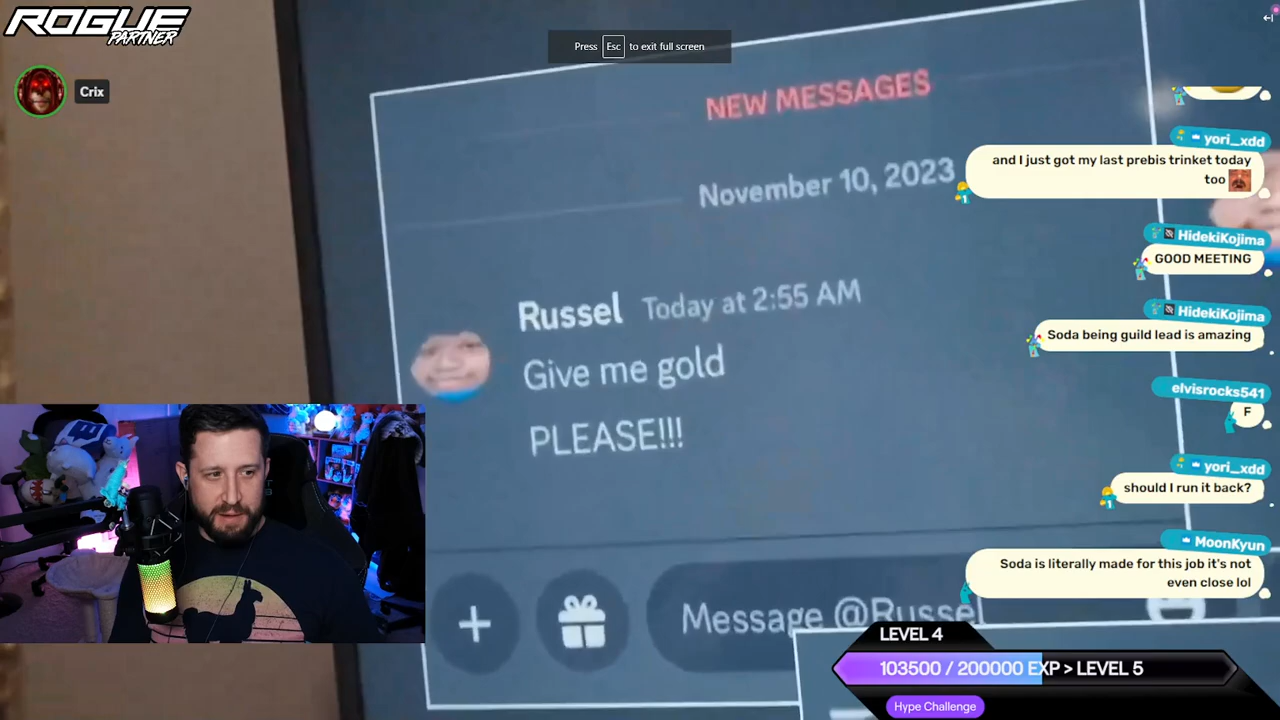 ROGUE
PARTNER
Press Esc to exit full screen
Crix
NEW MESSAGES
November 10, 2023
Russel Today at 2:55 AM
Give me gold
PLEASE!!!
Message @Russel
yori_xdd
and I just got my last prebis trinket today
too
HidekiKojima
GOOD MEETING
HidekiKojima
Soda being guild lead is amazing
elvisrocks541
F
yori_xdd
should I run it back?
MoonKyun
Soda is literally made for this job it's not
even close lol
LEVEL 4
103500 / 200000 EXP > LEVEL 5
Hype Challenge